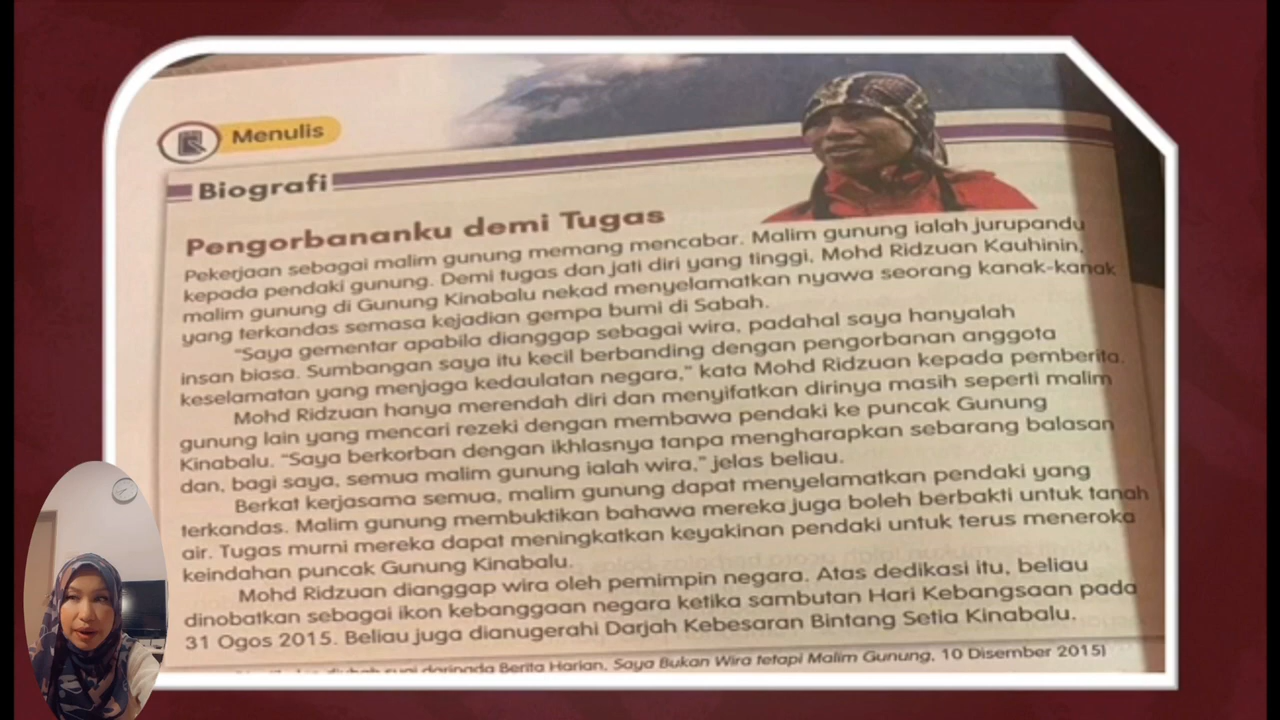 Menulis
Biografi
Pengorbananku demi Tugas
Pekerjaan sebagai malim gunung memang mencabar. Malim gunung ialah jurupandu
kepada pendaki gunung. Demi tugas dan jati diri yang tinggi, Mohd Ridzuan Kauhinin,
malim gunung di Gunung Kinabalu nekad menyelamatkan nyawa seorang kanak-kanak
yang terkandas semasa kejadian gempa bumi di Sabah.
"Saya gementar apabila dianggap sebagai wira, padahal saya hanyalah
insan biasa. Sumbangan saya itu kecil berbanding dengan pengorbanan anggota
keselamatan yang menjaga kedaulatan negara," kata Mohd Ridzuan kepada pemberita.
Mohd Ridzuan hanya merendah diri dan menyifatkan dirinya masih seperti malim
gunung lain yang mencari rezeki dengan membawa pendaki ke puncak Gunung
Kinabalu. "Saya berkorban dengan ikhlasnya tanpa mengharapkan sebarang balasan
dan, bagi saya, semua malim gunung ialah wira," jelas beliau.
Berkat kerjasama semua, malim gunung dapat menyelamatkan pendaki yang
terkandas. Malim gunung membuktikan bahawa mereka juga boleh berbakti untuk tanah
air. Tugas murni mereka dapat meningkatkan keyakinan pendaki untuk terus meneroka
keindahan puncak Gunung Kinabalu.
Mohd Ridzuan dianggap wira oleh pemimpin negara. Atas dedikasi itu, beliau
dinobatkan sebagai ikon kebanggaan negara ketika sambutan Hari Kebangsaan pada
31 Ogos 2015. Beliau juga dianugerahi Darjah Kebesaran Bintang Setia Kinabalu.
daripada Berita Harian, Saya Bukan Wira tetapi Malim Gunung, 10 Disember 2015)